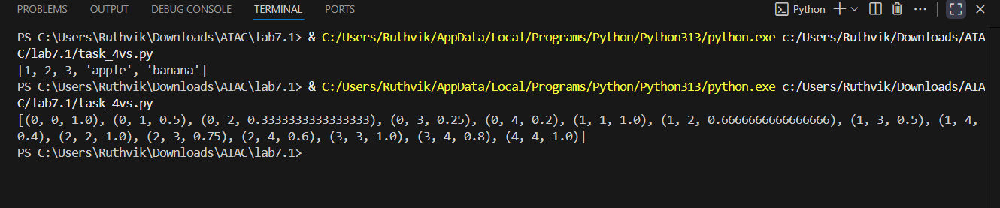 PROBLEMS OUTPUT DEBUG CONSOLE TERMINAL PORTS Python
PS C:\Users\Ruthvik\Downloads\AIAC\lab7.1> & C:/Users/Ruthvik/AppData/Local/Programs/Python/Python313/python.exe c:/Users/Ruthvik/Downloads/AIA
C/lab7.1/task_4vs.py
[1, 2, 3, 'apple', 'banana']
PS C:\Users\Ruthvik\Downloads\AIAC\lab7.1> & C:/Users/Ruthvik/AppData/Local/Programs/Python/Python313/python.exe c:/Users/Ruthvik/Downloads/AIA
C/lab7.1/task_4vs.py
[(0, 0, 1.0), (0, 1, 0.5), (0, 2, 0.3333333333333333), (0, 3, 0.25), (0, 4, 0.2), (1, 1, 1.0), (1, 2, 0.6666666666666666), (1, 3, 0.5), (1, 4,
0.4), (2, 2, 1.0), (2, 3, 0.75), (2, 4, 0.6), (3, 3, 1.0), (3, 4, 0.8), (4, 4, 1.0)]
PS C:\Users\Ruthvik\Downloads\AIAC\lab7.1>